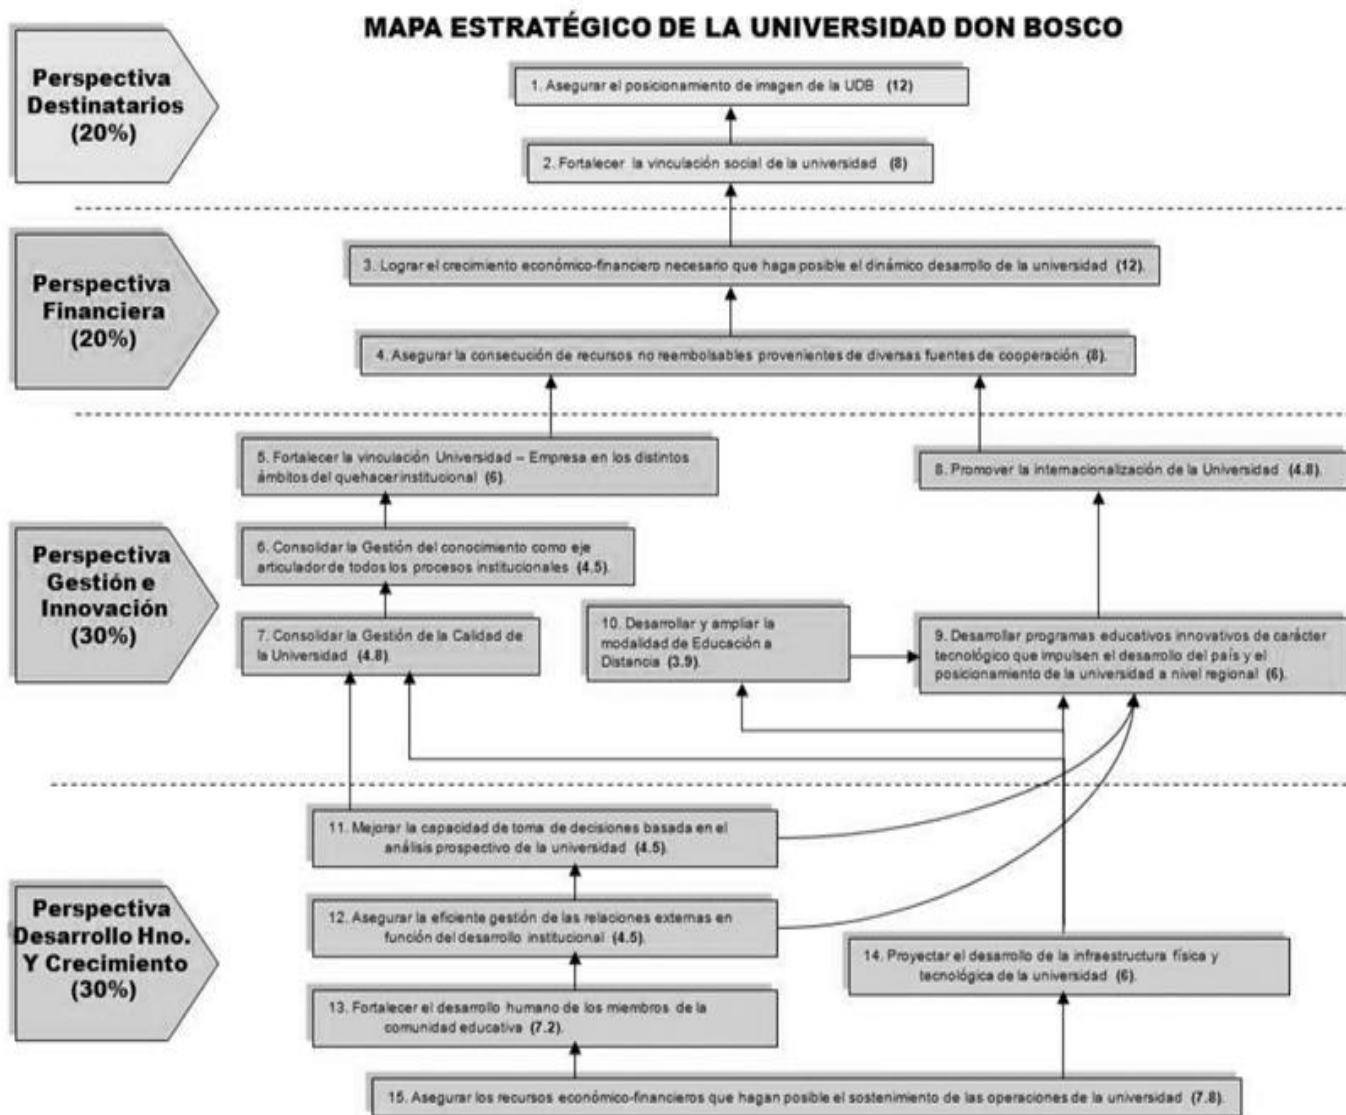 MAPA ESTRATÉGICO DE LA UNIVERSIDAD DON BOSCO
Perspectiva
Destinatarios
(20%)
1. Asegurar el posicionamiento de imagen de la UDB (12)
2. Fortalecer la vinculación social de la universidad (8)
Perspectiva
Financiera
(20%)
3. Lograr el crecimiento económico-financiero necesario que haga posible el dinámico desarrollo de la universidad (12).
4. Asegurar la consecución de recursos no reembolsables provenientes de diversas fuentes de cooperación (8).
Perspectiva
Gestión e
Innovación
(30%)
5. Fortalecer la vinculación Universidad – Empresa en los distintos
ámbitos del quehacer institucional (6).
8. Promover la internacionalización de la Universidad (4.8).
6. Consolidar la Gestión del conocimiento como eje
articulador de todos los procesos institucionales (4.5).
7. Consolidar la Gestión de la Calidad de
la Universidad (4.8).
10. Desarrollar y ampliar la
modalidad de Educación a
Distancia (3.9).
9. Desarrollar programas educativos innovativos de carácter
tecnológico que impulsen el desarrollo del país y el
posicionamiento de la universidad a nivel regional (6).
Perspectiva
Desarrollo Hno.
Y Crecimiento
(30%)
11. Mejorar la capacidad de toma de decisiones basada en el
análisis prospectivo de la universidad (4.5).
12. Asegurar la eficiente gestión de las relaciones externas en
función del desarrollo institucional (4.5).
14. Proyectar el desarrollo de la infraestructura física y
tecnológica de la universidad (6).
13. Fortalecer el desarrollo humano de los miembros de la
comunidad educativa (7.2).
15. Asegurar los recursos económico-financieros que hagan posible el sostenimiento de las operaciones de la universidad (7.8).